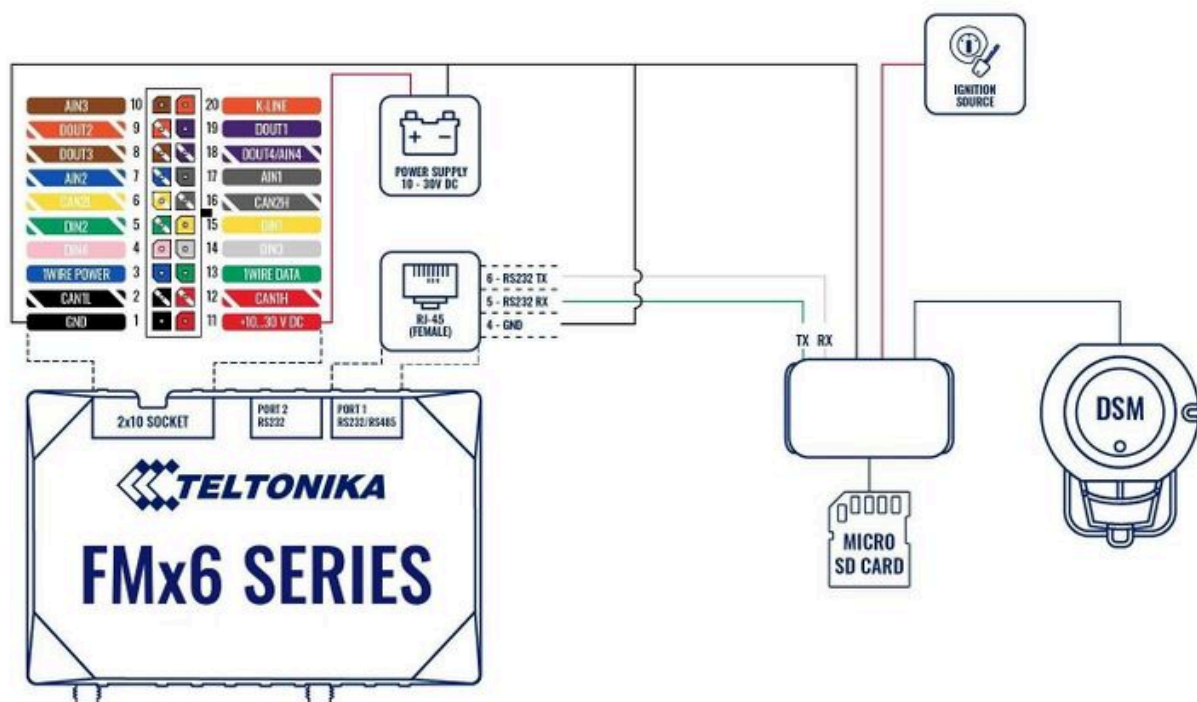 IGNITION
SOURCE
AIN3 10 20 K-LINE
DOUT2 9 19 DOUT1
DOUT3 8 18 DOUT4/AIN4
AIN2 7 17 AIN1
CAN2L 6 16 CAN2H
DIN2 5 15 DIN1
DIN4 4 14 DIN3
1WIRE POWER 3 13 1WIRE DATA
CAN1L 2 12 CAN1H
GND 1 11 +10...30 V DC
+ -
POWER SUPPLY
10 - 30V DC
RJ-45
(FEMALE)
6 - RS232 TX
5 - RS232 RX
4 - GND
TX RX
2x10 SOCKET
PORT 2
RS232
PORT 1
RS232/RS485
TELTONIKA
FMx6 SERIES
DSM
MICRO
SD CARD